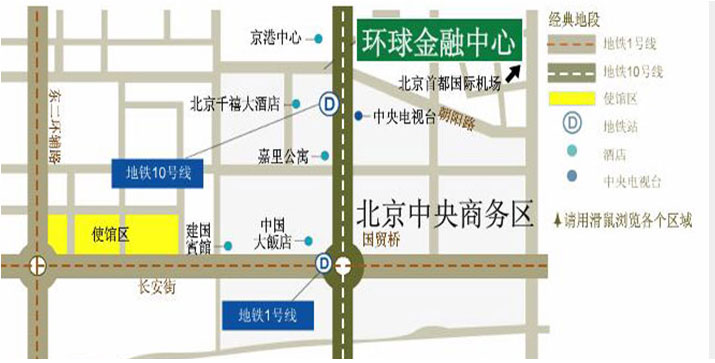 京港中心
环球金融中心
经典地段
地铁1号线
地铁10号线
使馆区
D
地铁站
酒店
中央电视台
请用滑鼠浏览各个区域
北京首都国际机场
北京千禧大酒店
D
中央电视台
朝阳路
东二环辅路
地铁10号线
嘉里公寓
北京中央商务区
使馆区
建国
賓館
中国
大飯店
国贸桥
D
长安街
地铁1号线